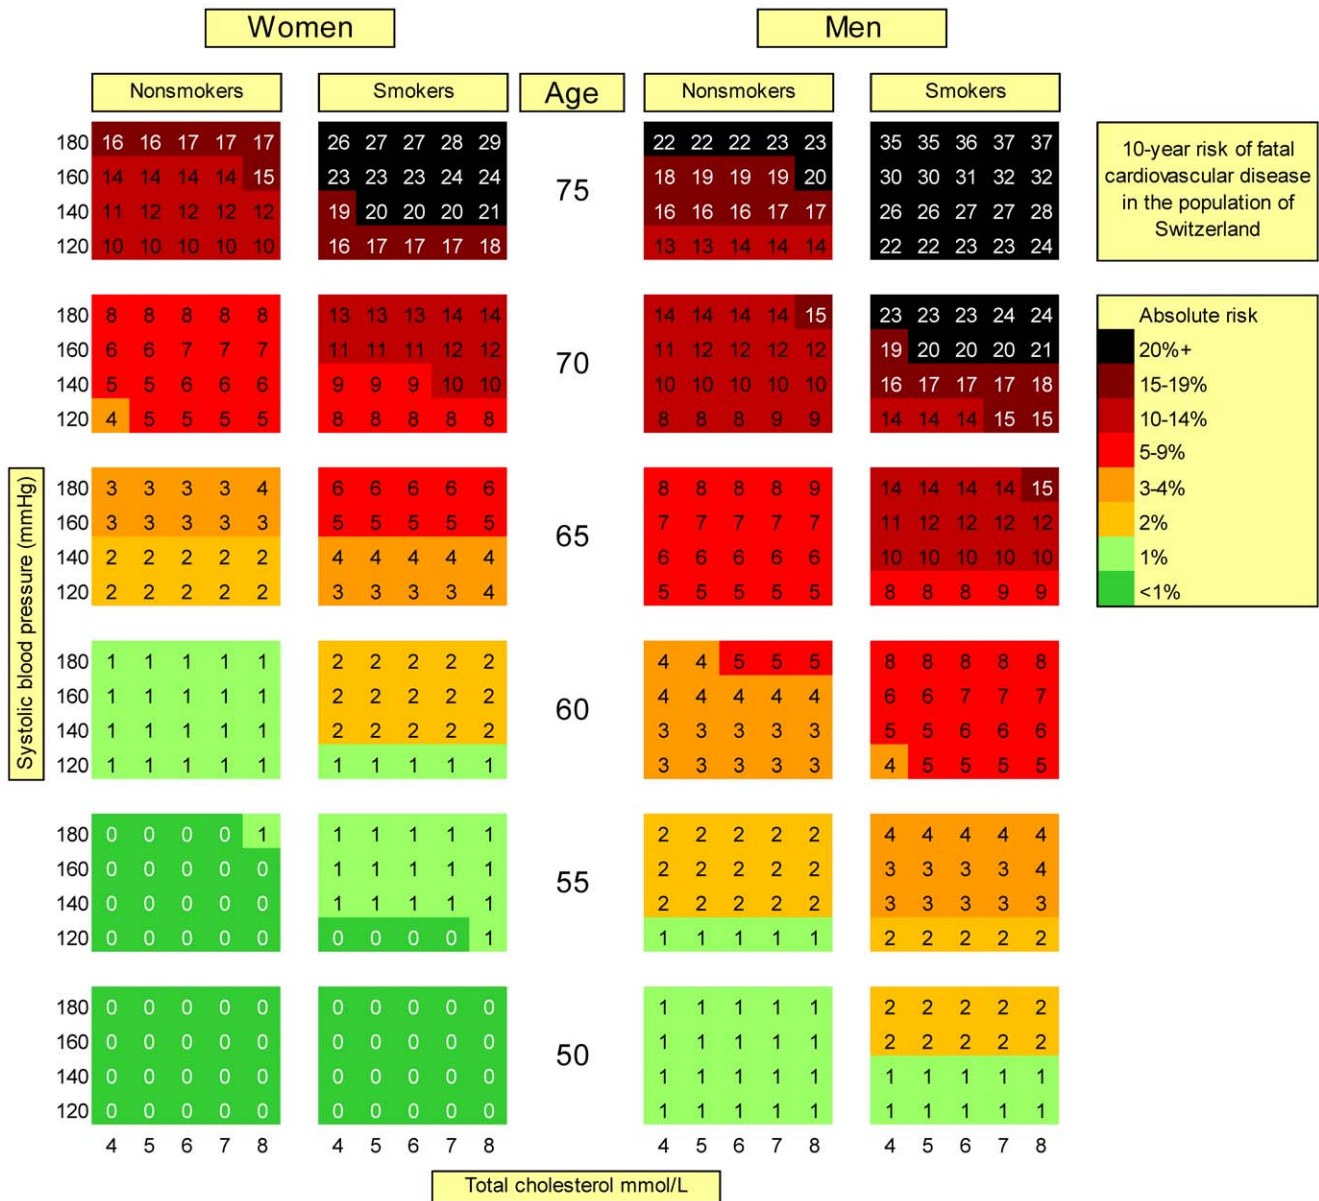 Women Men
Nonsmokers Smokers Age Nonsmokers Smokers
180 16 16 17 17 17 26 27 27 28 29 22 22 22 23 23 35 35 36 37 37
160 14 14 14 14 15 23 23 23 24 24 18 19 19 19 20 30 30 31 32 32
75
140 11 12 12 12 12 19 20 20 20 21 16 16 16 17 17 26 26 27 27 28
120 10 10 10 10 10 16 17 17 17 18 13 13 14 14 14 22 22 23 23 24
10-year risk of fatal
cardiovascular disease
in the population of
Switzerland
180 8 8 8 8 8 13 13 13 14 14 14 14 14 14 15 23 23 23 24 24
160 6 6 7 7 7 11 11 11 12 12 12 12 12 12 12 19 20 20 20 21
70
140 5 5 6 6 6 9 9 9 10 10 10 10 10 10 10 16 17 17 17 18
120 4 5 5 5 5 8 8 8 8 8 8 8 8 9 9 14 14 14 15 15
Absolute risk
20%+
15-19%
10-14%
5-9%
3-4%
2%
1%
<1%
Systolic blood pressure (mmHg)
180 3 3 3 3 4 6 6 6 6 6 8 8 8 8 9 14 14 14 14 15
160 3 3 3 3 3 5 5 5 5 5 7 7 7 7 7 11 12 12 12 12
65
140 2 2 2 2 2 4 4 4 4 4 6 6 6 6 6 10 10 10 10 10
120 2 2 2 2 2 3 3 3 3 4 5 5 5 5 5 8 8 8 9 9
180 1 1 1 1 1 2 2 2 2 2 4 4 5 5 5 8 8 8 8 8
160 1 1 1 1 1 2 2 2 2 2 4 4 4 4 4 6 6 7 7 7
60
140 1 1 1 1 1 2 2 2 2 2 3 3 3 3 3 5 5 6 6 6
120 1 1 1 1 1 1 1 1 1 1 3 3 3 3 3 4 5 5 5 5
180 0 0 0 0 1 1 1 1 1 1 2 2 2 2 2 4 4 4 4 4
160 0 0 0 0 0 1 1 1 1 1 2 2 2 2 2 3 3 3 3 4
55
140 0 0 0 0 0 1 1 1 1 1 2 2 2 2 2 3 3 3 3 3
120 0 0 0 0 0 0 0 0 0 1 1 1 1 1 1 2 2 2 2 2
180 0 0 0 0 0 0 0 0 0 0 1 1 1 1 1 2 2 2 2 2
160 0 0 0 0 0 0 0 0 0 0 1 1 1 1 1 2 2 2 2 2
50
140 0 0 0 0 0 0 0 0 0 0 1 1 1 1 1 1 1 1 1 1
120 0 0 0 0 0 0 0 0 0 0 1 1 1 1 1 1 1 1 1 1
4 5 6 7 8 4 5 6 7 8 4 5 6 7 8 4 5 6 7 8
Total cholesterol mmol/L